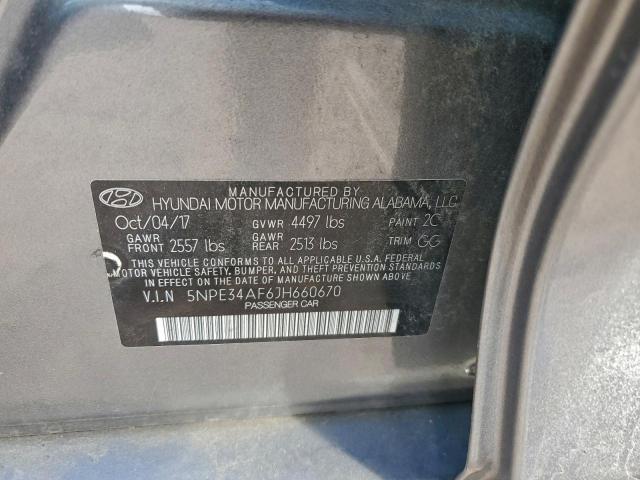 MANUFACTURED BY
HYUNDAI MOTOR MANUFACTURING ALABAMA, LLC
Oct/04/17 GVWR 4497 lbs PAINT 2C
GAWR FRONT 2557 lbs GAWR REAR 2513 lbs TRIM GG
THIS VEHICLE CONFORMS TO ALL APPLICABLE U.S.A. FEDERAL
MOTOR VEHICLE SAFETY, BUMPER, AND THEFT PREVENTION STANDARDS
IN EFFECT ON THE DATE OF MANUFACTURE SHOWN ABOVE.
V.I.N 5NPE34AF6JH660670
PASSENGER CAR